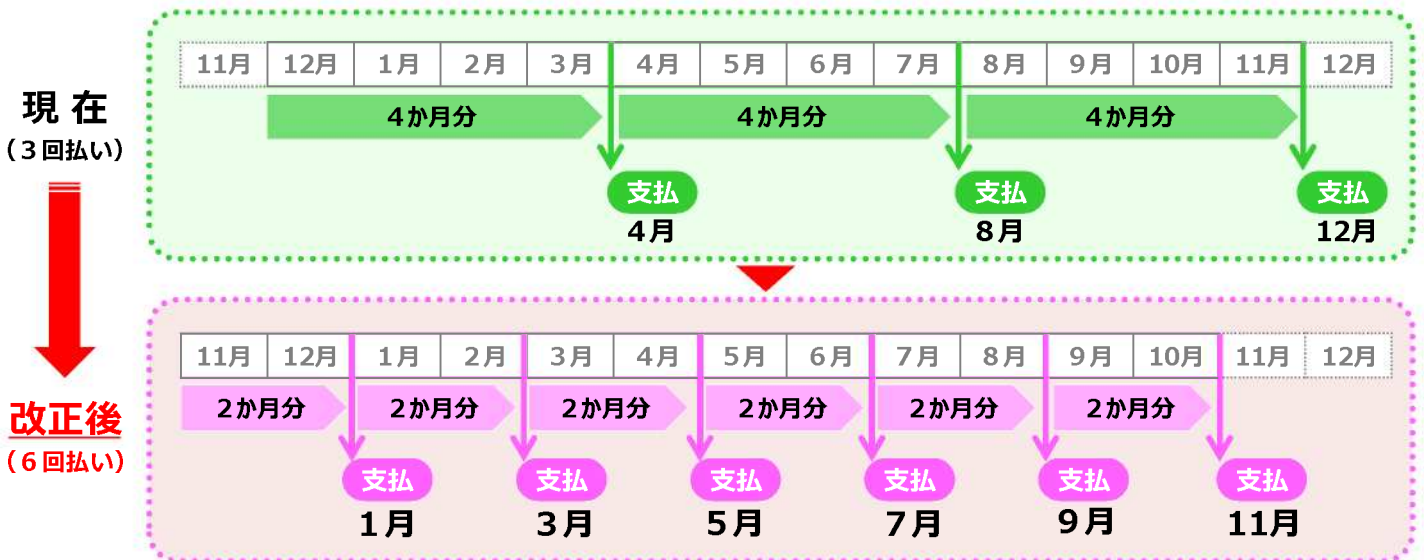 11月 12月 1月 2月 3月 4月 5月 6月 7月 8月 9月 10月 11月 12月
現 在
(３回払い)
４か月分 ４か月分 ４か月分
支払 支払 支払
４月 ８月 12月
11月 12月 1月 2月 3月 4月 5月 6月 7月 8月 9月 10月 11月 12月
改正後
(６回払い)
２か月分 ２か月分 ２か月分 ２か月分 ２か月分 ２か月分
支払 支払 支払 支払 支払 支払
１月 ３月 ５月 ７月 ９月 11月